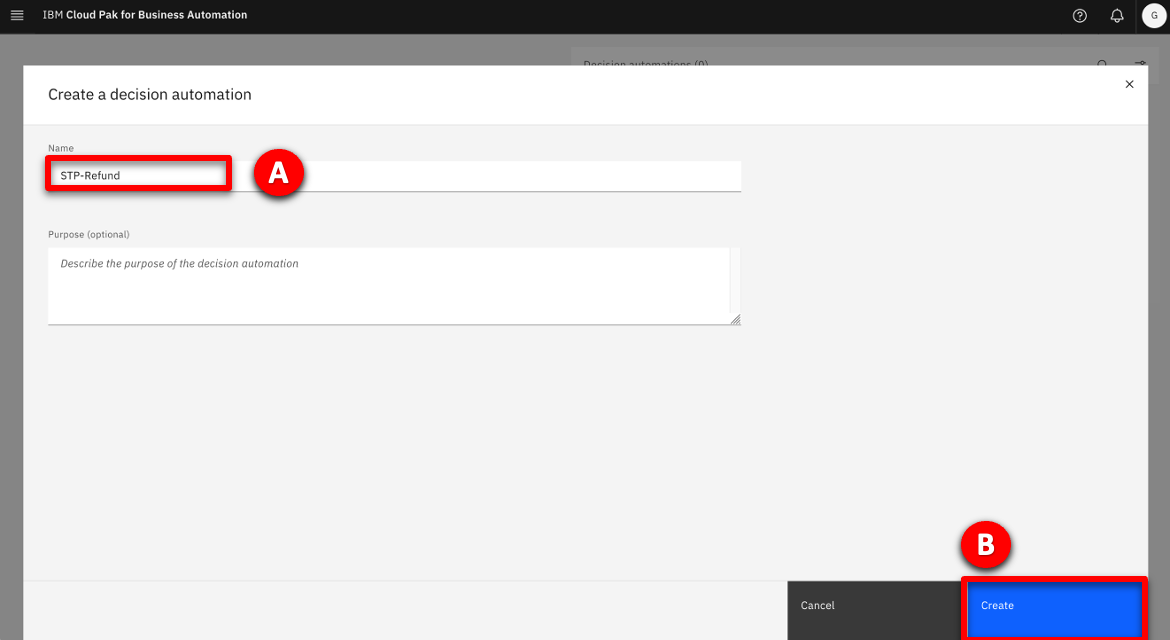 IBM Cloud Pak for Business Automation
G
Decision automations (0)
Create a decision automation
Name
STP-Refund
A
Purpose (optional)
Describe the purpose of the decision automation
B
Cancel
Create